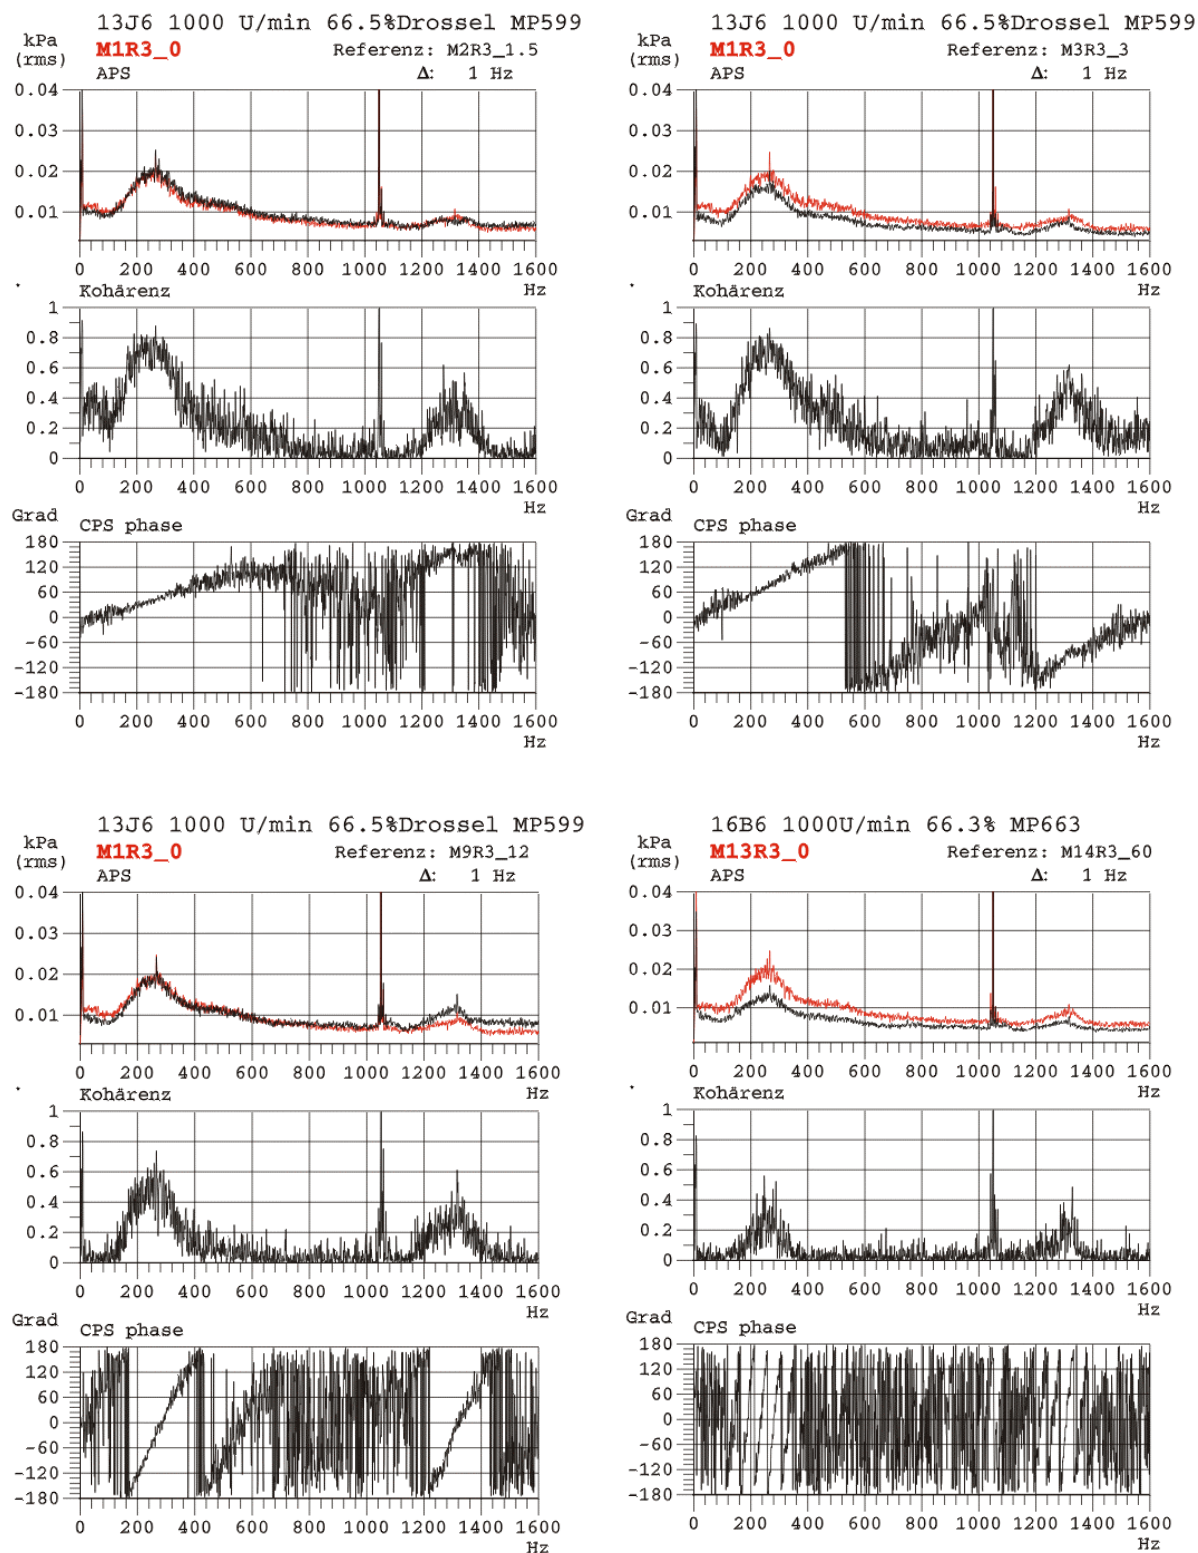 13J6 1000 U/min 66.5%Drossel MP599
kPa
(rms)
M1R3_0 Referenz: M2R3_1.5
APS Δ: 1 Hz
0.04
0.03
0.02
0.01
0 200 400 600 800 1000 1200 1400 1600
Hz
Kohärenz
1
0.8
0.6
0.4
0.2
0
0 200 400 600 800 1000 1200 1400 1600
Hz
Grad
CPS phase
180
120
60
0
-60
-120
-180
0 200 400 600 800 1000 1200 1400 1600
Hz
13J6 1000 U/min 66.5%Drossel MP599
kPa
(rms)
M1R3_0 Referenz: M3R3_3
APS Δ: 1 Hz
0.04
0.03
0.02
0.01
0 200 400 600 800 1000 1200 1400 1600
Hz
Kohärenz
1
0.8
0.6
0.4
0.2
0
0 200 400 600 800 1000 1200 1400 1600
Hz
Grad
CPS phase
180
120
60
0
-60
-120
-180
0 200 400 600 800 1000 1200 1400 1600
Hz
13J6 1000 U/min 66.5%Drossel MP599
kPa
(rms)
M1R3_0 Referenz: M9R3_12
APS Δ: 1 Hz
0.04
0.03
0.02
0.01
0 200 400 600 800 1000 1200 1400 1600
Hz
Kohärenz
1
0.8
0.6
0.4
0.2
0
0 200 400 600 800 1000 1200 1400 1600
Hz
Grad
CPS phase
180
120
60
0
-60
-120
-180
0 200 400 600 800 1000 1200 1400 1600
Hz
16B6 1000U/min 66.3% MP663
kPa
(rms)
M13R3_0 Referenz: M14R3_60
APS Δ: 1 Hz
0.04
0.03
0.02
0.01
0 200 400 600 800 1000 1200 1400 1600
Hz
Kohärenz
1
0.8
0.6
0.4
0.2
0
0 200 400 600 800 1000 1200 1400 1600
Hz
Grad
CPS phase
180
120
60
0
-60
-120
-180
0 200 400 600 800 1000 1200 1400 1600
Hz